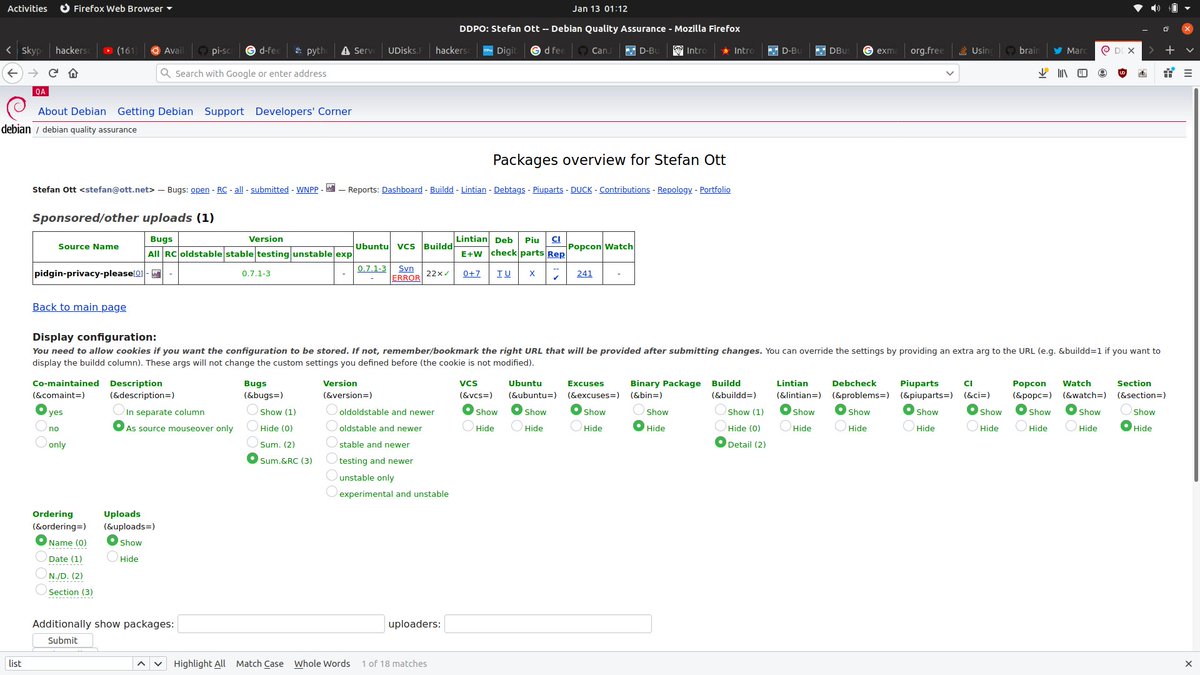 Activities Firefox Web Browser Jan 13 01:12
DDPO: Stefan Ott -- Debian Quality Assurance - Mozilla Firefox
Skyp hackers (161 Avail pi-sc d-fee pyth Serv UDisks. hackers Digit d fee Can. D-Bu Intro Intro D-Bu DBus exm org.free Using brain Marc D
Search with Google or enter address
QA
About Debian Getting Debian Support Developers' Corner
debian / debian quality assurance
Packages overview for Stefan Ott
Stefan Ott <stefan@ott.net> — Bugs: open - RC - all - submitted - WNPP - — Reports: Dashboard - Buildd - Lintian - Debtags - Piuparts - DUCK - Contributions - Repology - Portfolio
Sponsored/other uploads (1)
Source Name Bugs Version Ubuntu VCS Buildd Lintian Deb check Piu parts CI Popcon Watch
All RC oldstable stable testing unstable exp E+W Rep
pidgin-privacy-please[0] - - 0.7.1-3 - 0.7.1-3 - Svn ERROR 22×✓ 0+7 T U X -- ✔ 241 -
Back to main page
Display configuration:
You need to allow cookies if you want the configuration to be stored. If not, remember/bookmark the right URL that will be provided after submitting changes. You can override the settings by providing an extra arg to the URL (e.g. &buildd=1 if you want to
display the buildd column). These args will not change the custom settings you defined before (the cookie is not modified).
Co-maintained Description Bugs Version VCS Ubuntu Excuses Binary Package Buildd Lintian Debcheck Piuparts CI Popcon Watch Section
(&comaint=) (&description=) (&bugs=) (&version=) (&vcs=) (&ubuntu=) (&excuses=) (&bin=) (&buildd=) (&lintian=) (&problems=) (&piuparts=) (&ci=) (&popc=) (&watch=) (&section=)
yes In separate column Show (1) oldoldstable and newer Show Show Show Show Show (1) Show Show Show Show Show Show Show
no As source mouseover only Hide (0) oldstable and newer Hide Hide Hide Hide Hide (0) Hide Hide Hide Hide Hide Hide Hide
only Sum. (2) stable and newer Detail (2)
Sum.&RC (3) testing and newer
unstable only
experimental and unstable
Ordering Uploads
(&ordering=) (&uploads=)
Name (0) Show
Date (1) Hide
N./D. (2)
Section (3)
Additionally show packages: uploaders:
Submit
list Highlight All Match Case Whole Words 1 of 18 matches